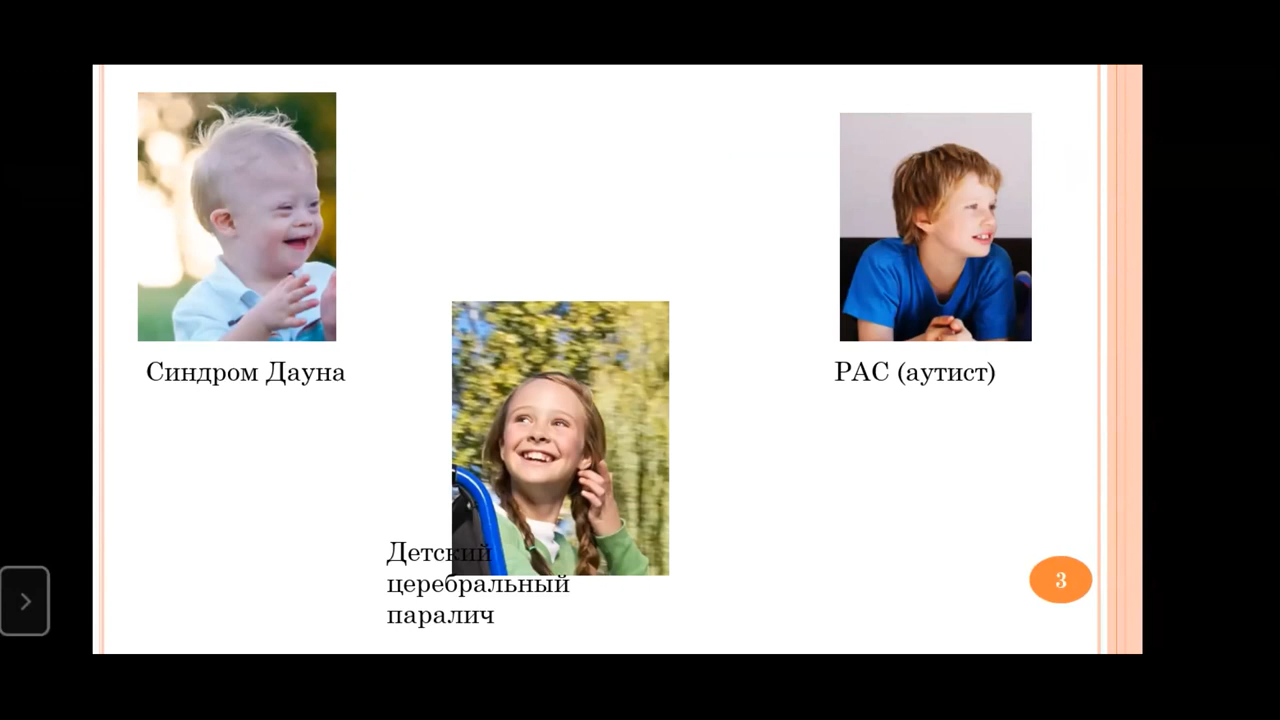 Синдром Дауна
РАС (аутист)
Детский
церебральный
паралич
3